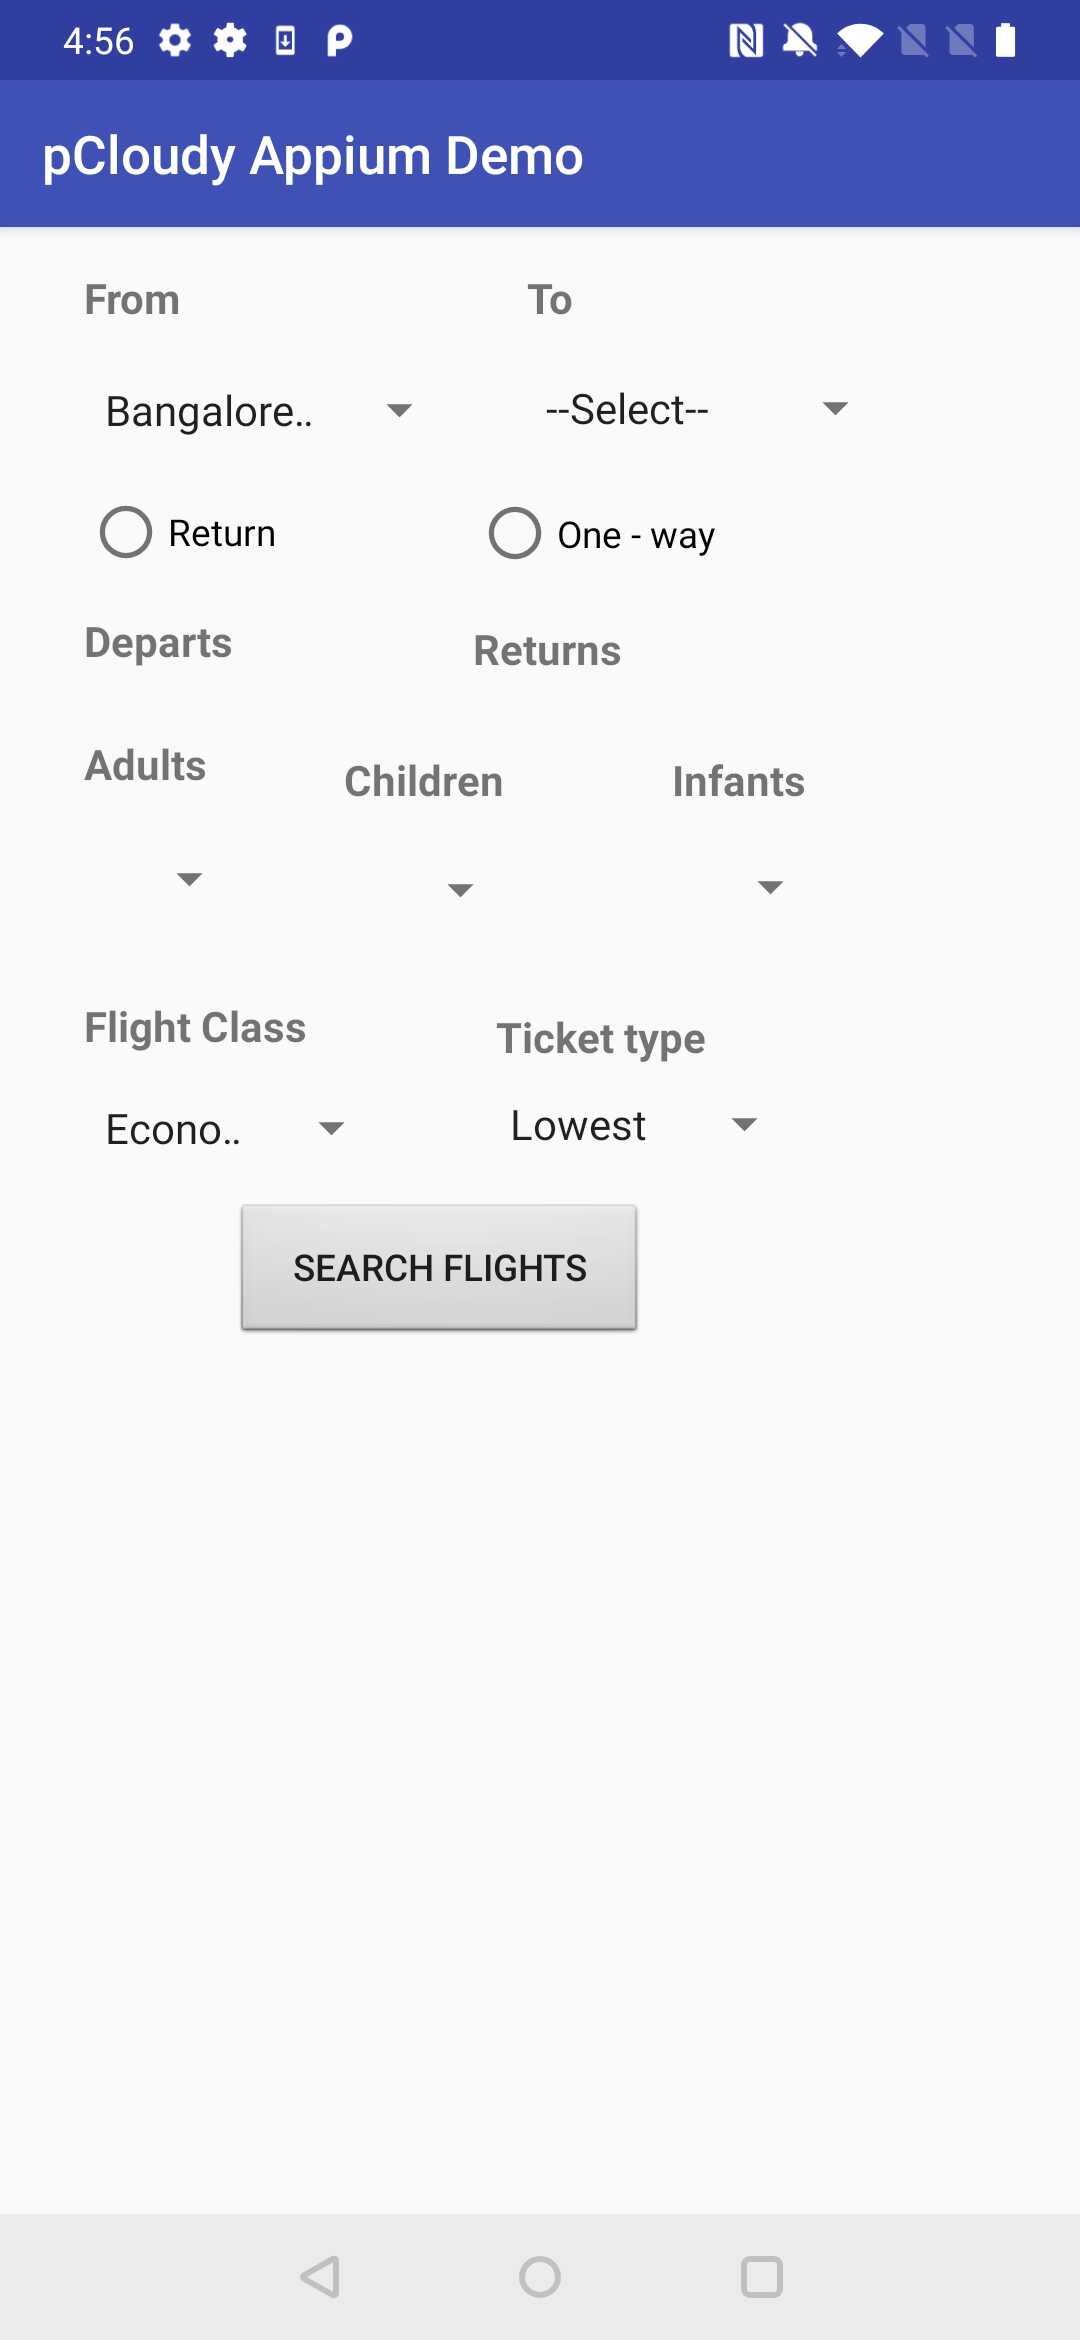 4:56
pCloudy Appium Demo
From To
Bangalore.. --Select--
Return One - way
Departs Returns
Adults Children Infants
Flight Class Ticket type
Econo.. Lowest
SEARCH FLIGHTS